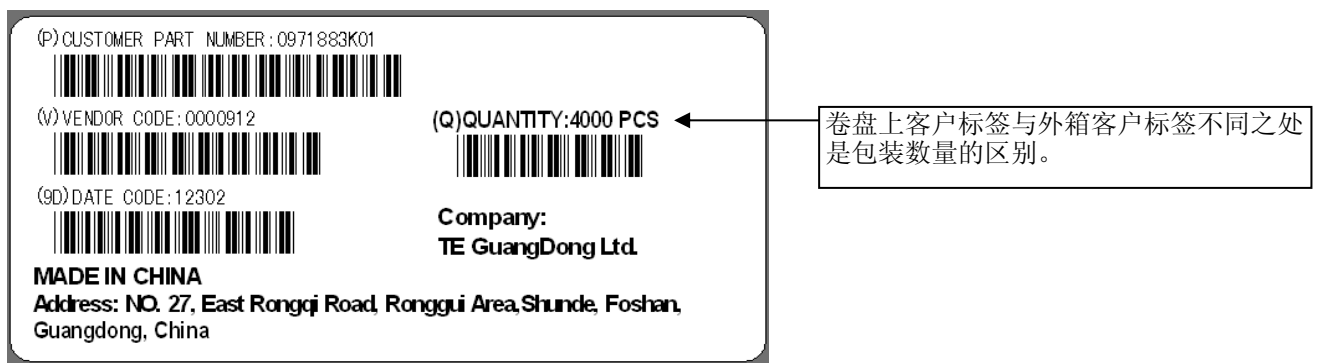 (P)CUSTOMER PART NUMBER:0971883K01
(V)VENDOR CODE:0000912
(Q)QUANTITY:4000 PCS
(9D)DATE CODE:12302
Company:
TE GuangDong Ltd.
MADE IN CHINA
Address: NO. 27, East Rongqi Road, Ronggui Area,Shunde, Foshan,
Guangdong, China
卷盘上客户标签与外箱客户标签不同之处
是包装数量的区别。